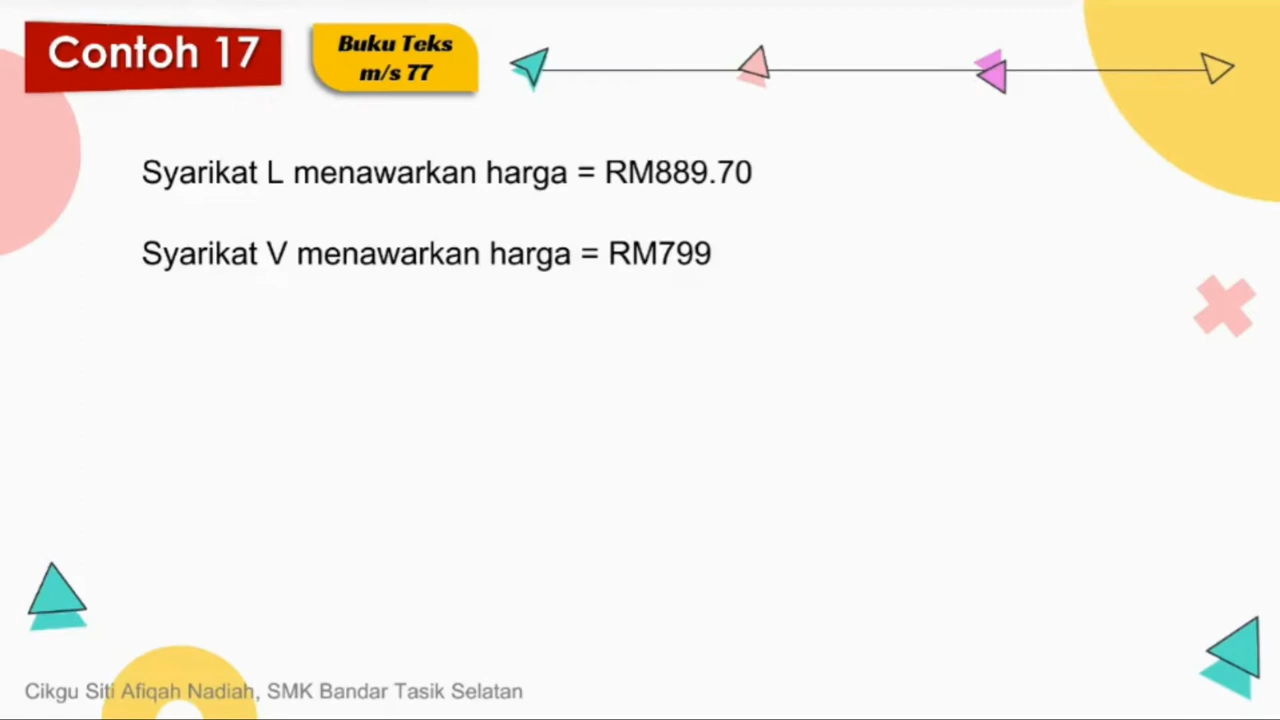 Contoh 17
Buku Teks
m/s 77
Syarikat L menawarkan harga = RM889.70
Syarikat V menawarkan harga = RM799
Cikgu Siti Afiqah Nadiah, SMK Bandar Tasik Selatan